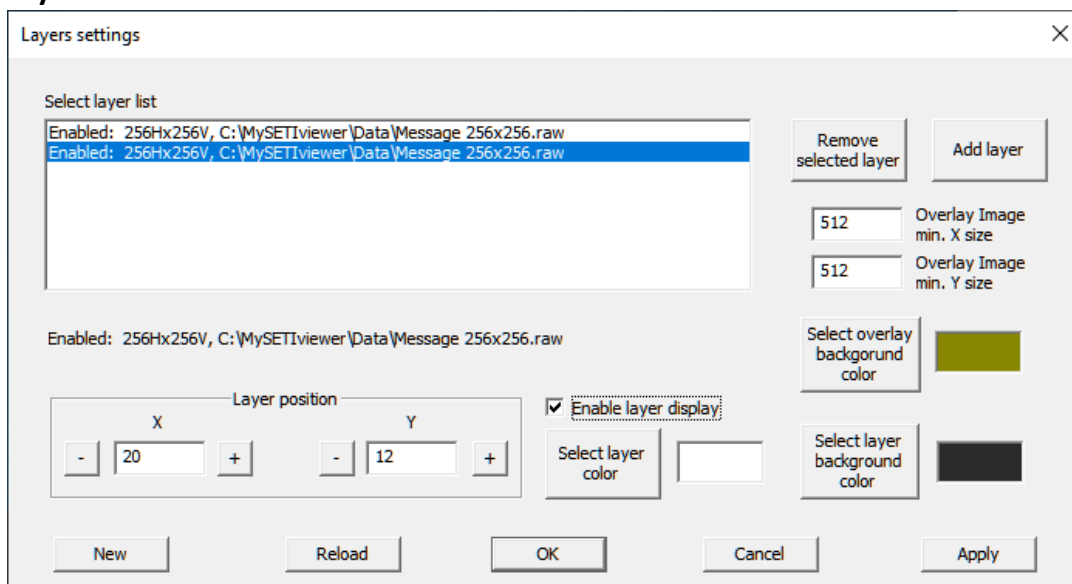 Layers settings
Select layer list
Enabled: 256Hx256V, C:\MySETIviewer\Data\Message 256x256.raw
Enabled: 256Hx256V, C:\MySETIviewer\Data\Message 256x256.raw
Remove
selected layer
Add layer
512
Overlay Image
min. X size
512
Overlay Image
min. Y size
Enabled: 256Hx256V, C:\MySETIviewer\Data\Message 256x256.raw
Select overlay
backgorund
color
Layer position
X
Y
- 20 +
- 12 +
Enable layer display
Select layer
color
Select layer
background
color
New
Reload
OK
Cancel
Apply